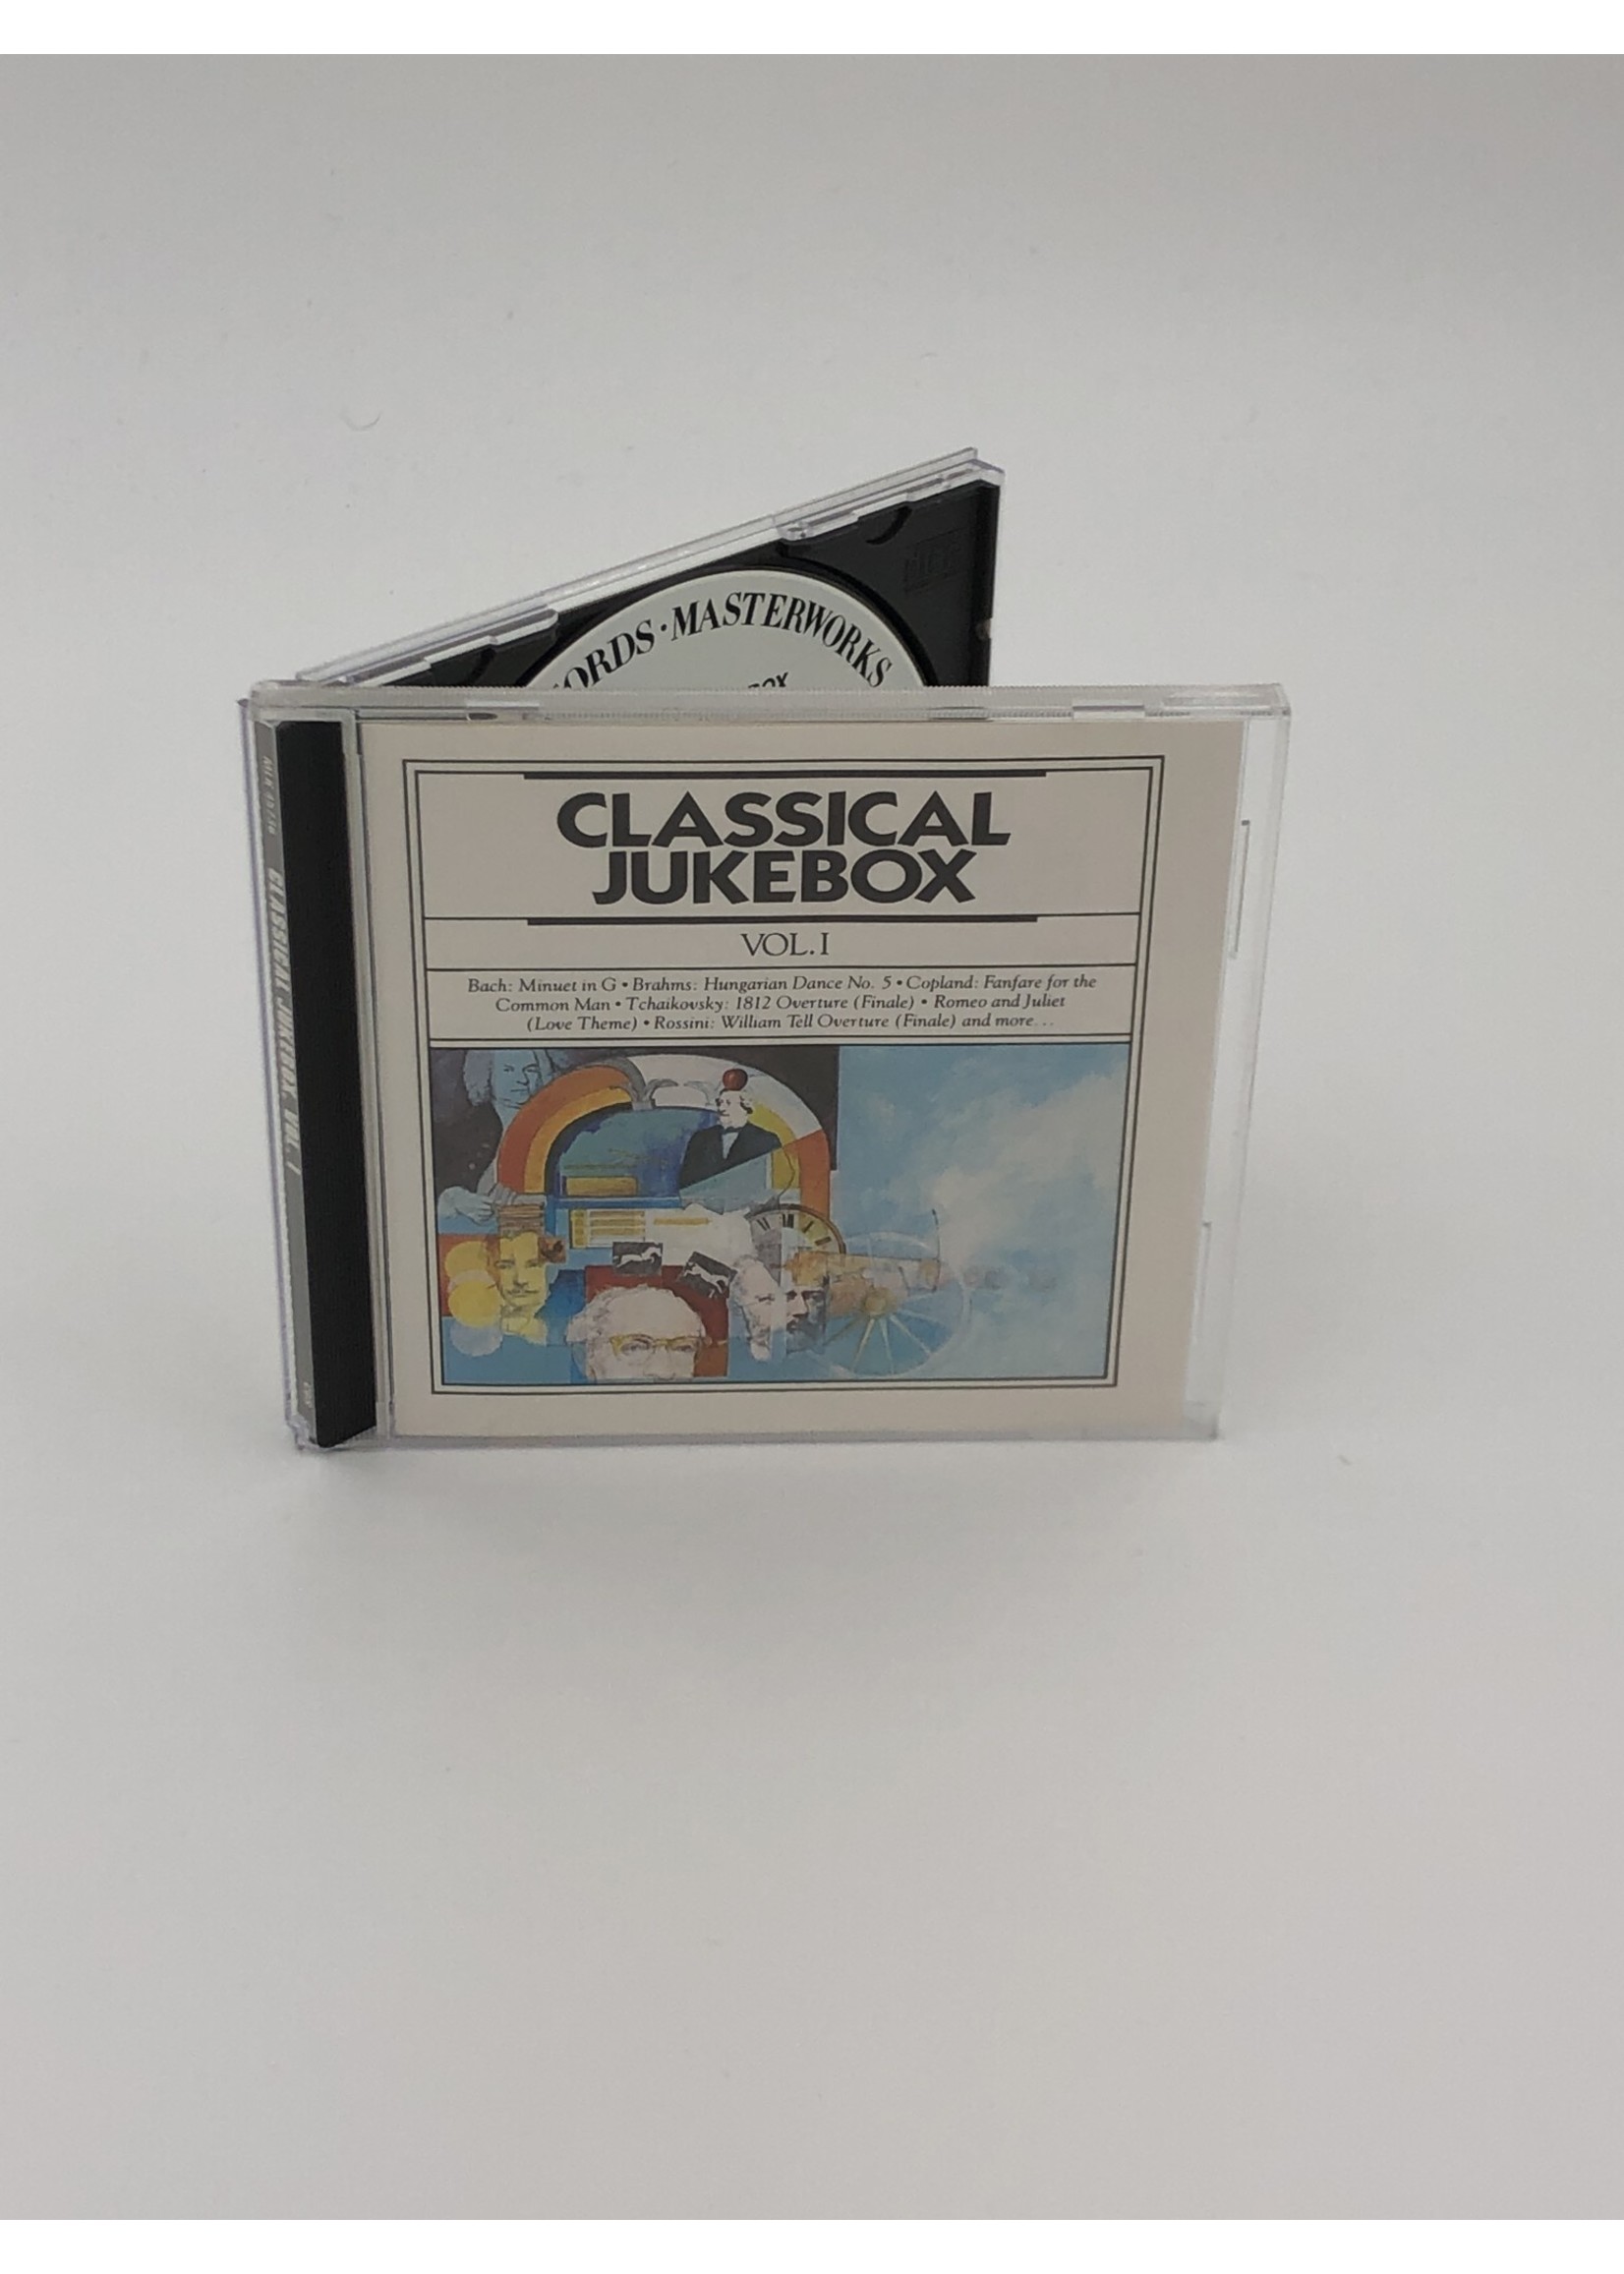 ORDS · MASTERWORKS
BOX
CLASSICAL
JUKEBOX
VOL. I
Bach: Minuet in G • Brahms: Hungarian Dance No. 5 • Copland: Fanfare for the
Common Man • Tchaikovsky: 1812 Overture (Finale) • Romeo and Juliet
(Love Theme) • Rossini: William Tell Overture (Finale) and more...
CLASSICAL JUKEBOX, VOL. I